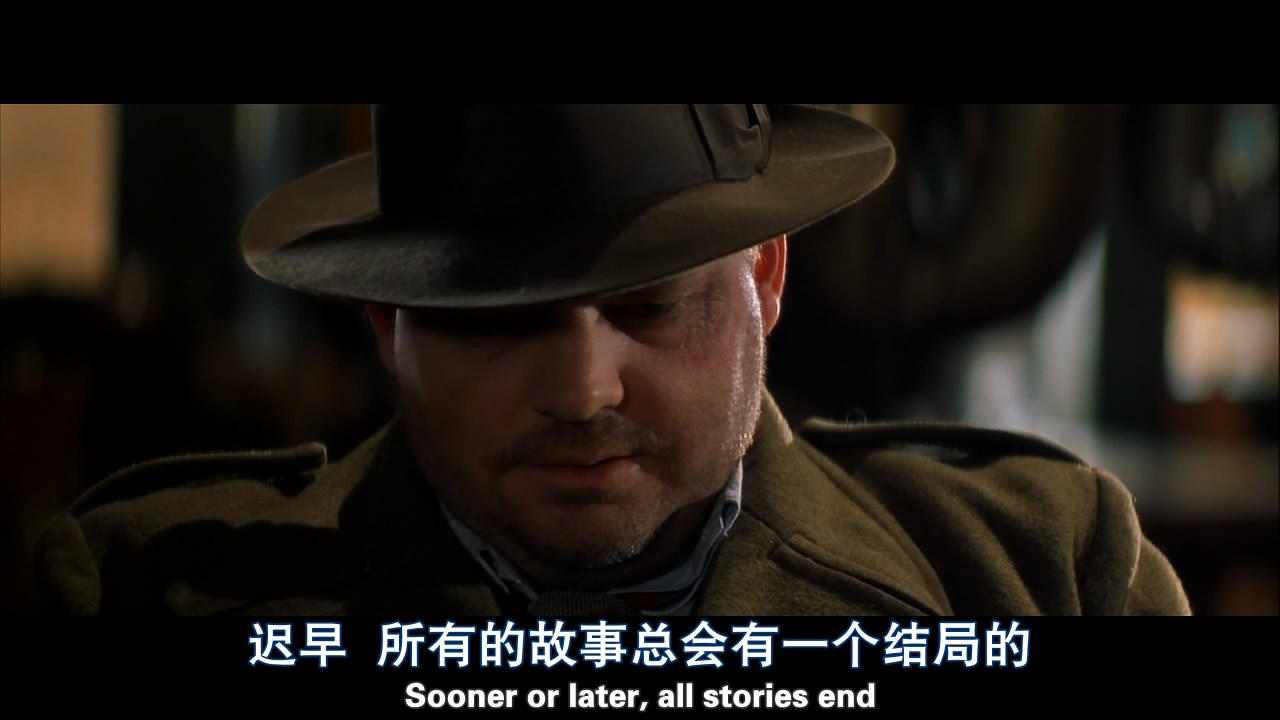 迟早 所有的故事总会有一个结局的
Sooner or later, all stories end